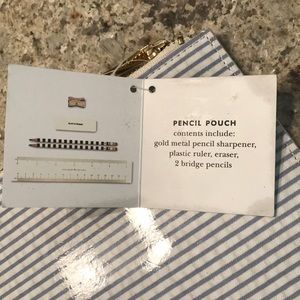 PENCIL POUCH
contents include:
gold metal pencil sharpener,
plastic ruler, eraser,
2 bridge pencils